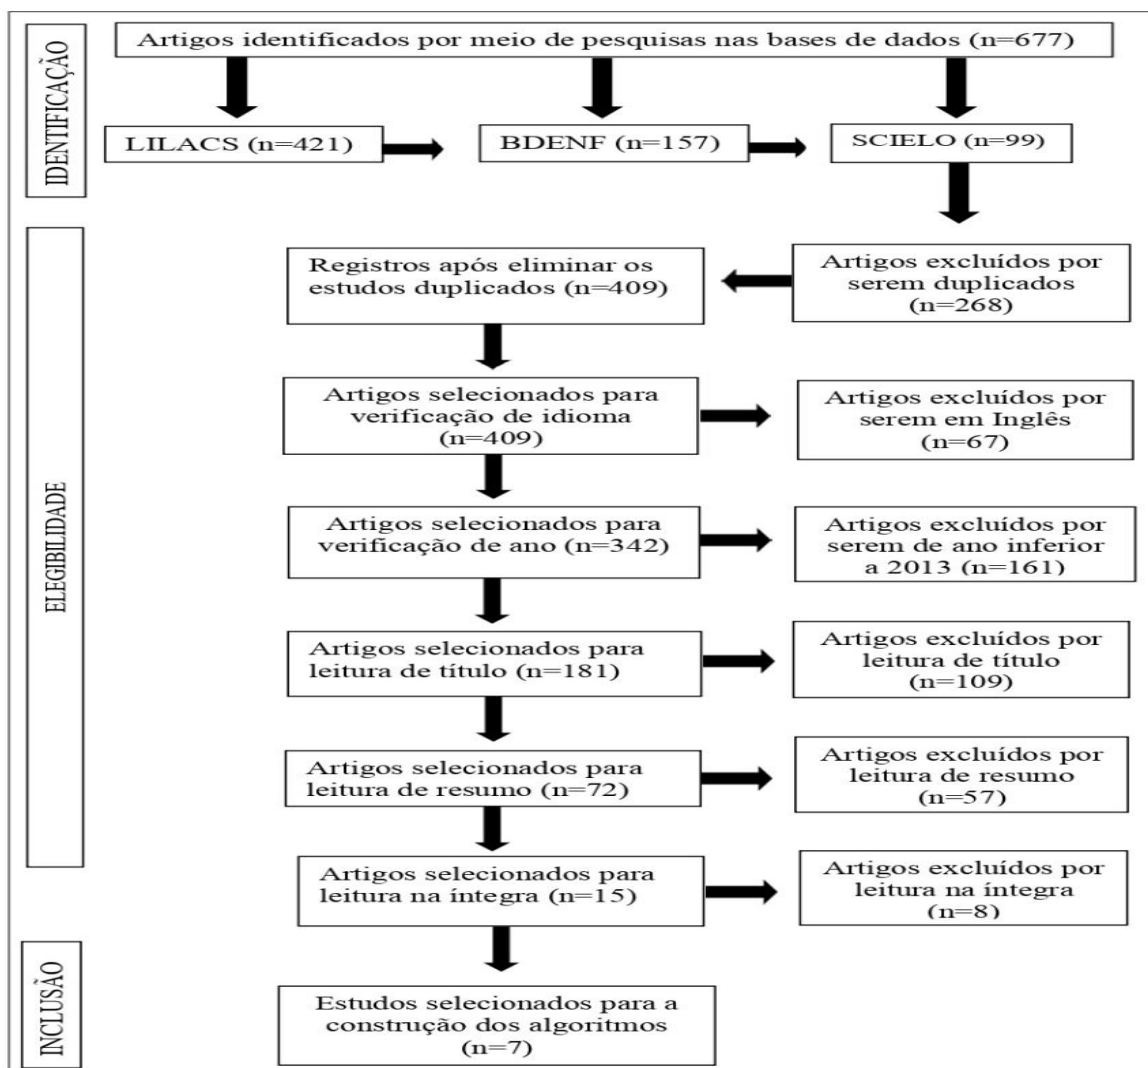 IDENTIFICAÇÃO
Artigos identificados por meio de pesquisas nas bases de dados (n=677)
LILACS (n=421)
BDENF (n=157)
SCIELO (n=99)
ELEGIBILIDADE
Registros após eliminar os
estudos duplicados (n=409)
Artigos excluídos por
serem duplicados
(n=268)
Artigos selecionados para
verificação de idioma
(n=409)
Artigos excluídos por
serem em Inglês
(n=67)
Artigos selecionados para
verificação de ano (n=342)
Artigos excluídos por
serem de ano inferior
a 2013 (n=161)
Artigos selecionados para
leitura de título (n=181)
Artigos excluídos por
leitura de título
(n=109)
Artigos selecionados para
leitura de resumo (n=72)
Artigos excluídos por
leitura de resumo
(n=57)
Artigos selecionados para
leitura na íntegra (n=15)
Artigos excluídos por
leitura na íntegra
(n=8)
INCLUSÃO
Estudos selecionados para a
construção dos algoritmos
(n=7)